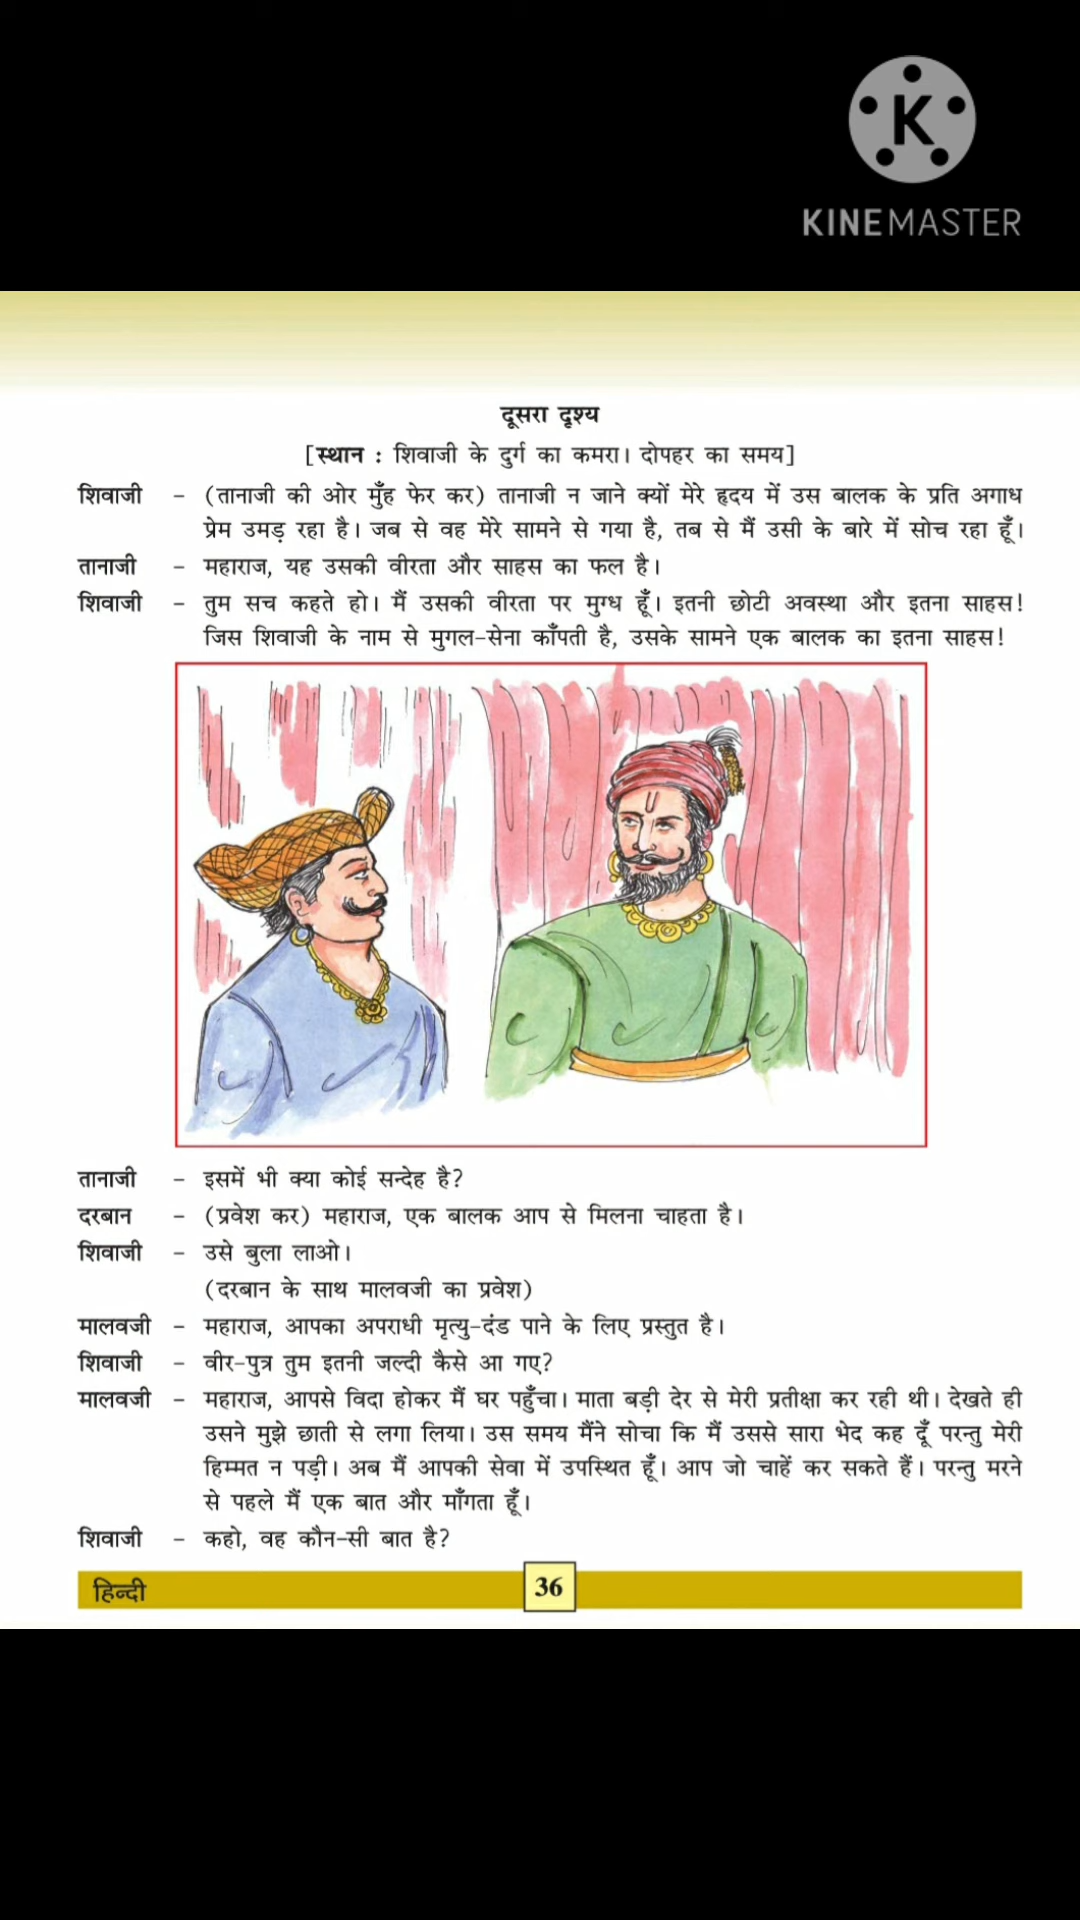 K
KINEMASTER
दूसरा दृश्य
[स्थान : शिवाजी के दुर्ग का कमरा। दोपहर का समय]
शिवाजी – (तानाजी की ओर मुँह फेर कर) तानाजी न जाने क्यों मेरे हृदय में उस बालक के प्रति अगाध
प्रेम उमड़ रहा है। जब से वह मेरे सामने से गया है, तब से मैं उसी के बारे में सोच रहा हूँ।
तानाजी – महाराज, यह उसकी वीरता और साहस का फल है।
शिवाजी – तुम सच कहते हो। मैं उसकी वीरता पर मुग्ध हूँ। इतनी छोटी अवस्था और इतना साहस!
जिस शिवाजी के नाम से मुगल-सेना काँपती है, उसके सामने एक बालक का इतना साहस!
तानाजी – इसमें भी क्या कोई सन्देह है?
दरबान – (प्रवेश कर) महाराज, एक बालक आप से मिलना चाहता है।
शिवाजी – उसे बुला लाओ।
(दरबान के साथ मालवजी का प्रवेश)
मालवजी – महाराज, आपका अपराधी मृत्यु-दंड पाने के लिए प्रस्तुत है।
शिवाजी – वीर-पुत्र तुम इतनी जल्दी कैसे आ गए?
मालवजी – महाराज, आपसे विदा होकर मैं घर पहुँचा। माता बड़ी देर से मेरी प्रतीक्षा कर रही थी। देखते ही
उसने मुझे छाती से लगा लिया। उस समय मैंने सोचा कि मैं उससे सारा भेद कह दूँ परन्तु मेरी
हिम्मत न पड़ी। अब मैं आपकी सेवा में उपस्थित हूँ। आप जो चाहें कर सकते हैं। परन्तु मरने
से पहले मैं एक बात और माँगता हूँ।
शिवाजी – कहो, वह कौन-सी बात है?
हिन्दी 36